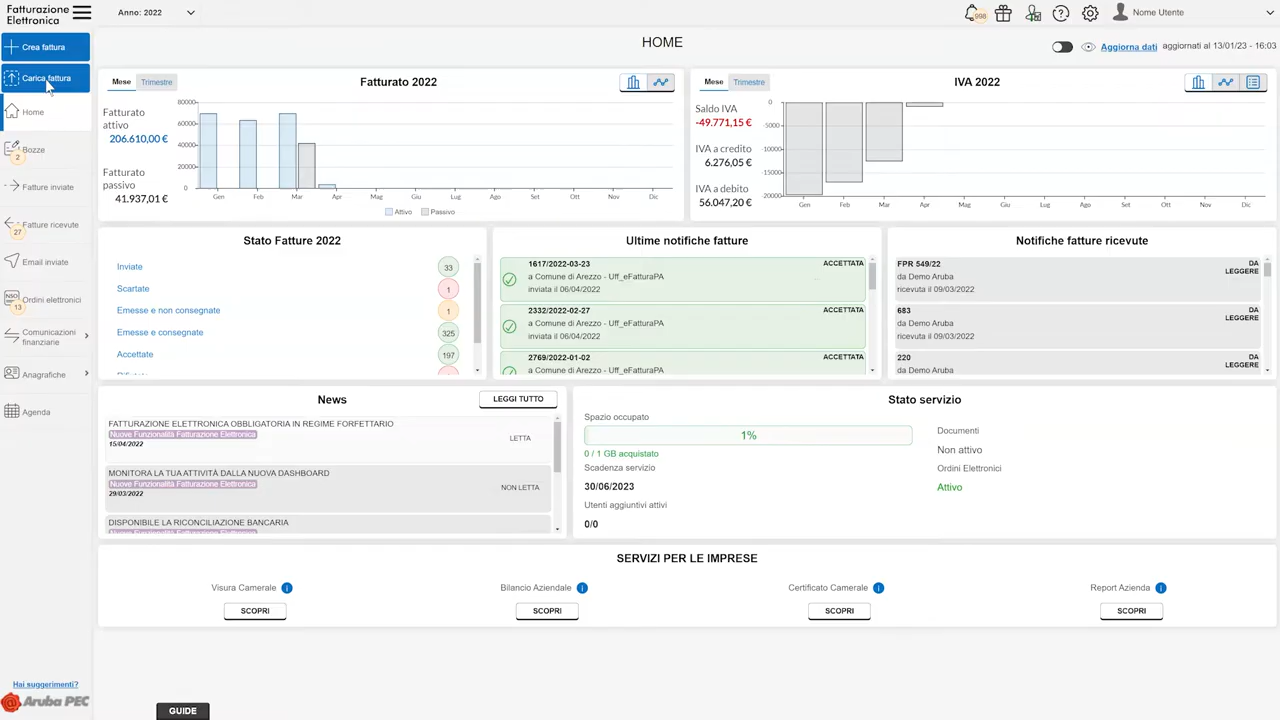 Fatturazione
Elettronica
Anno: 2022
998
Nome Utente
Crea fattura
Carica fattura
Home
Bozze
2
Fatture inviate
Fatture ricevute
27
Email inviate
NSO
Ordini elettronici
13
Comunicazioni
finanziarie
Anagrafiche
Agenda
Hai suggerimenti?
Aruba PEC
HOME
Aggiorna dati aggiornati al 13/01/23 - 16:03
Mese Trimestre
Fatturato 2022
Fatturato
attivo
206.610,00 €
Fatturato
passivo
41.937,01 €
80000
60000
40000
20000
0
Gen Feb Mar Apr Mag Giu Lug Ago Set Ott Nov Dic
Attivo Passivo
Mese Trimestre
IVA 2022
Saldo IVA
-49.771,15 €
IVA a credito
6.276,05 €
IVA a debito
56.047,20 €
0
-5000
-10000
-15000
-20000
Gen Feb Mar Apr Mag Giu Lug Ago Set Ott Nov Dic
Stato Fatture 2022
Inviate 33
Scartate 1
Emesse e non consegnate 1
Emesse e consegnate 325
Accettate 197
Ultime notifiche fatture
1617/2022-03-23 ACCETTATA
a Comune di Arezzo - Uff_eFatturaPA
inviata il 06/04/2022
2332/2022-02-27 ACCETTATA
a Comune di Arezzo - Uff_eFatturaPA
inviata il 06/04/2022
2769/2022-01-02 ACCETTATA
a Comune di Arezzo - Uff_eFatturaPA
Notifiche fatture ricevute
FPR 549/22 DA LEGGERE
da Demo Aruba
ricevuta il 09/03/2022
683 DA LEGGERE
da Demo Aruba
ricevuta il 09/03/2022
220 DA LEGGERE
da Demo Aruba
News
LEGGI TUTTO
FATTURAZIONE ELETTRONICA OBBLIGATORIA IN REGIME FORFETTARIO
Nuove Funzionalità Fatturazione Elettronica
15/04/2022
LETTA
MONITORA LA TUA ATTIVITÀ DALLA NUOVA DASHBOARD
Nuove Funzionalità Fatturazione Elettronica
29/03/2022
NON LETTA
DISPONIBILE LA RICONCILIAZIONE BANCARIA
Nuove Funzionalità Fatturazione Elettronica
Stato servizio
Spazio occupato
1%
0 / 1 GB acquistato
Scadenza servizio
30/06/2023
Utenti aggiuntivi attivi
0/0
Documenti
Non attivo
Ordini Elettronici
Attivo
SERVIZI PER LE IMPRESE
Visura Camerale i
SCOPRI
Bilancio Aziendale i
SCOPRI
Certificato Camerale i
SCOPRI
Report Azienda i
SCOPRI
GUIDE